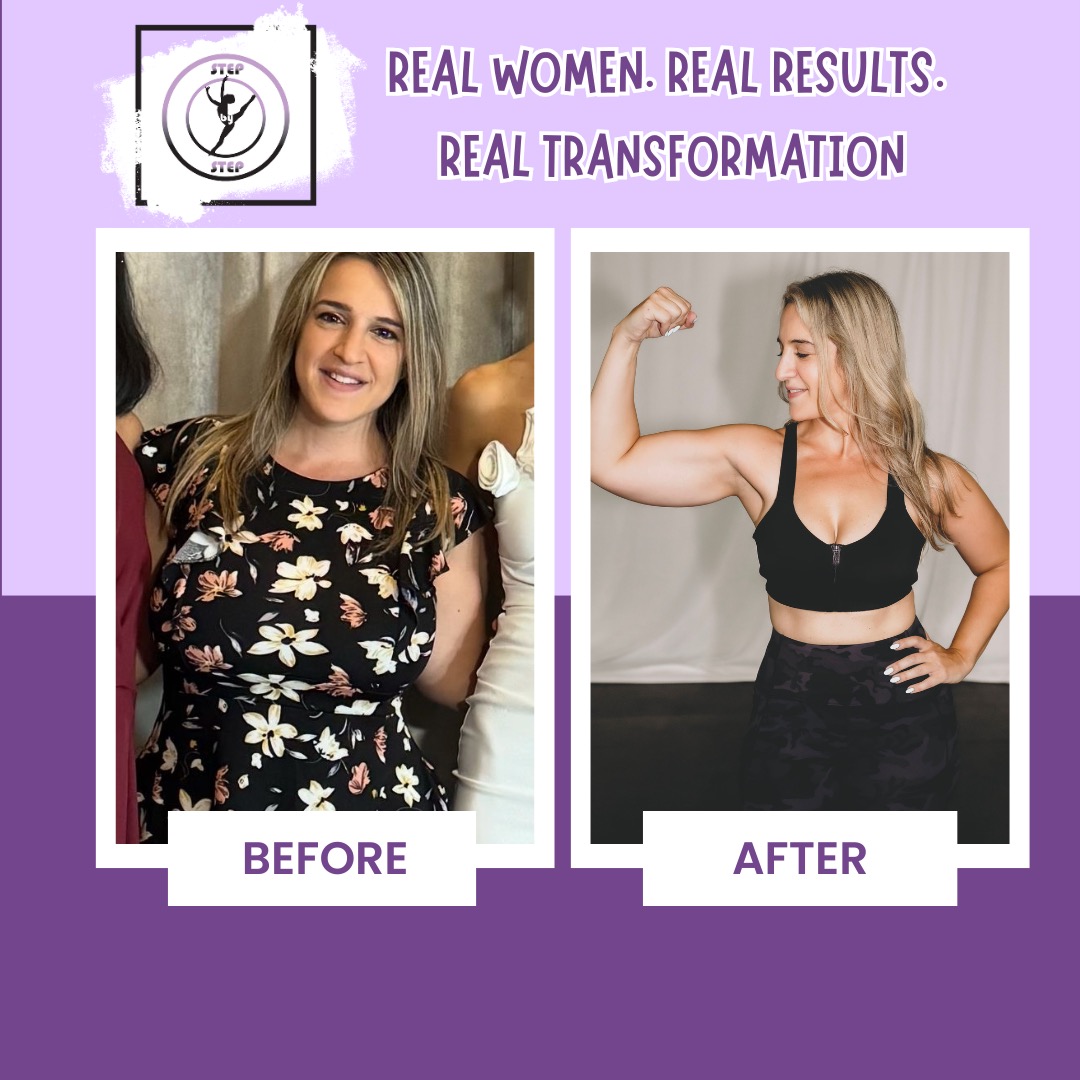 STEP
by
STEP
REAL WOMEN. REAL RESULTS.
REAL TRANSFORMATION
BEFORE
AFTER